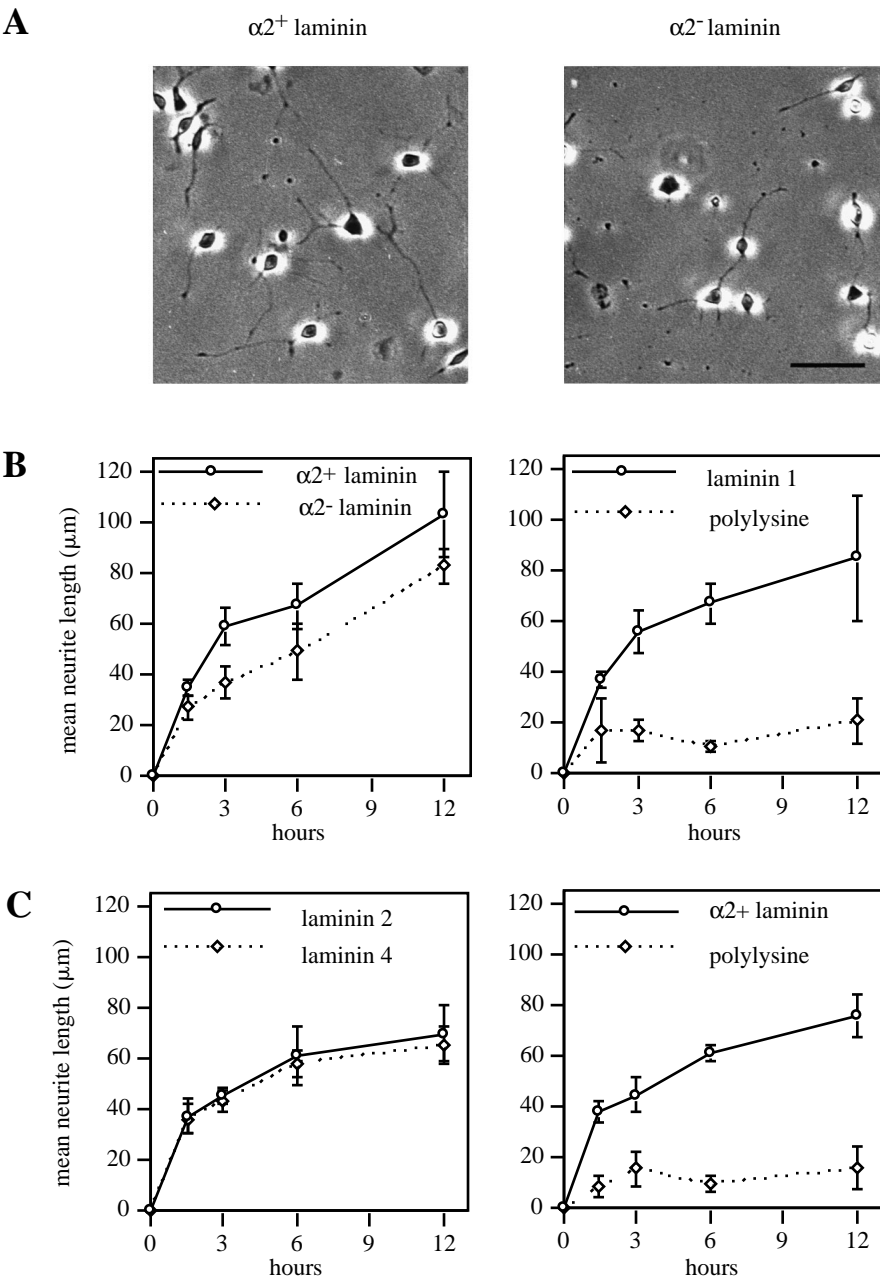 A
α2+ laminin
α2- laminin
B
mean neurite length (μm)
120
100
80
60
40
20
0
α2+ laminin
α2- laminin
0 3 6 9 12
hours
120
100
80
60
40
20
0
laminin 1
polylysine
0 3 6 9 12
hours
C
mean neurite length (μm)
120
100
80
60
40
20
0
laminin 2
laminin 4
0 3 6 9 12
hours
120
100
80
60
40
20
0
α2+ laminin
polylysine
0 3 6 9 12
hours